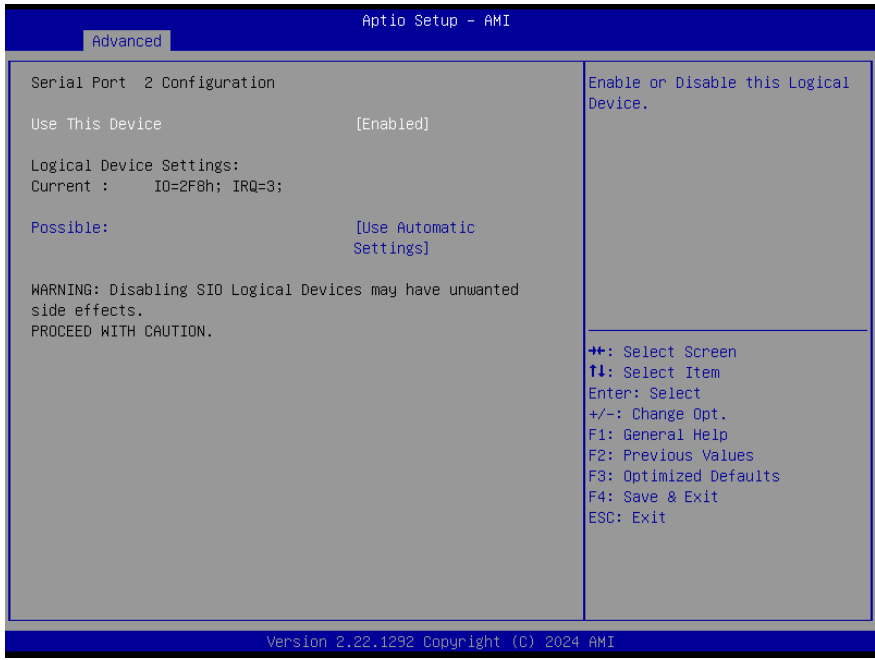 Aptio Setup – AMI
Advanced
Serial Port  2 Configuration
Use This Device [Enabled]
Logical Device Settings:
Current : IO=2F8h; IRQ=3;
Possible: [Use Automatic
Settings]
WARNING: Disabling SIO Logical Devices may have unwanted
side effects.
PROCEED WITH CAUTION.
Enable or Disable this Logical
Device.
→←: Select Screen
↑↓: Select Item
Enter: Select
+/-: Change Opt.
F1: General Help
F2: Previous Values
F3: Optimized Defaults
F4: Save & Exit
ESC: Exit
Version 2.22.1292 Copyright (C) 2024 AMI